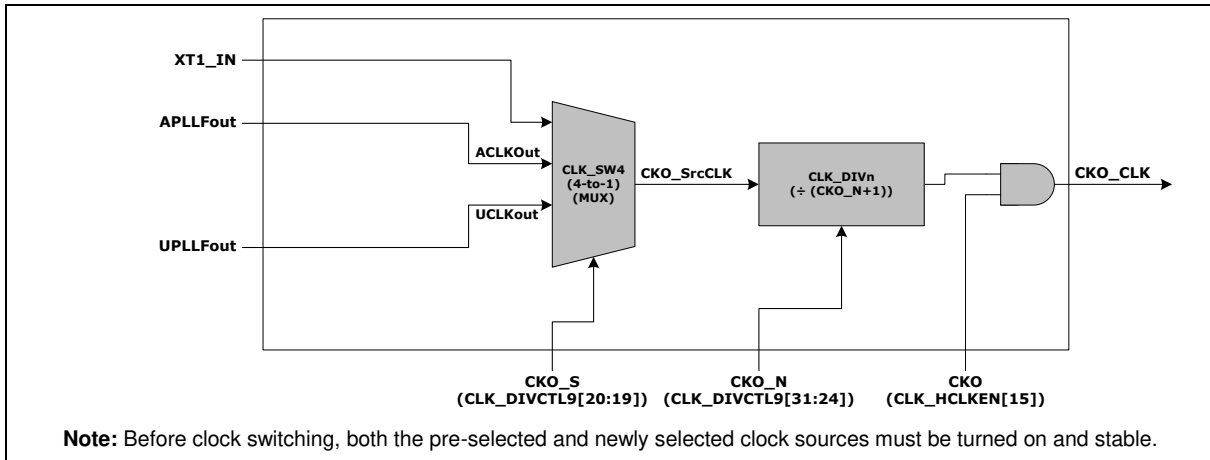 XT1_IN
APLLFout
ACLKOut
UCLKout
UPLLFout
CLK_SW4
(4-to-1)
(MUX)
CKO_SrcCLK
CLK_DIVn
(÷ (CKO_N+1))
CKO_CLK
CKO_S
(CLK_DIVCTL9[20:19])
CKO_N
(CLK_DIVCTL9[31:24])
CKO
(CLK_HCLKEN[15])
Note: Before clock switching, both the pre-selected and newly selected clock sources must be turned on and stable.